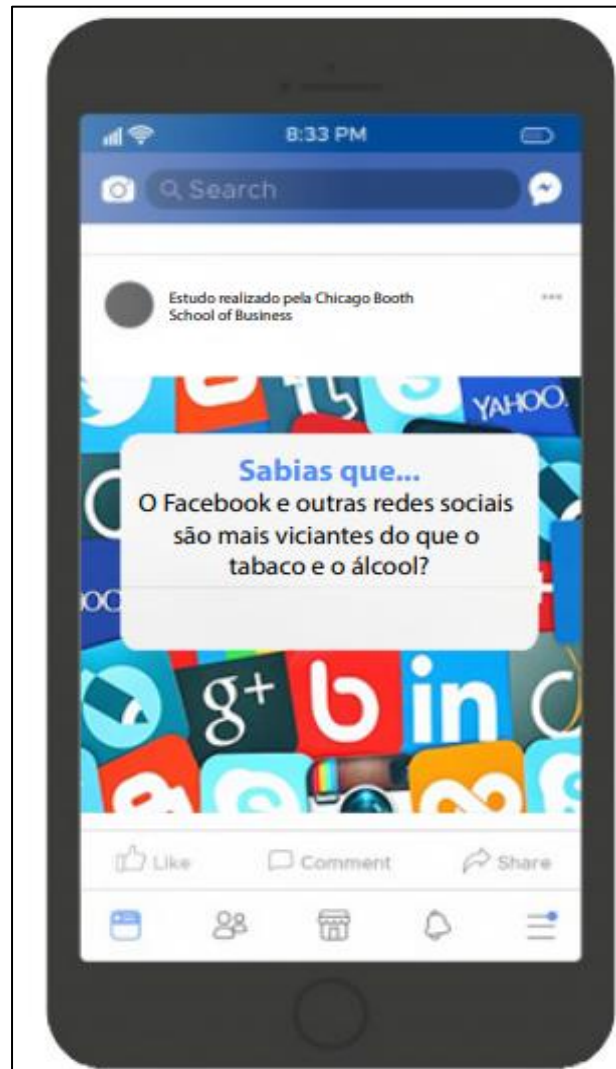 8:33 PM
Search
Estudo realizado pela Chicago Booth
School of Business
YAHOO!
Sabias que...
O Facebook e outras redes sociais
são mais viciantes do que o
tabaco e o álcool?
OO!
g+
in
Like Comment Share